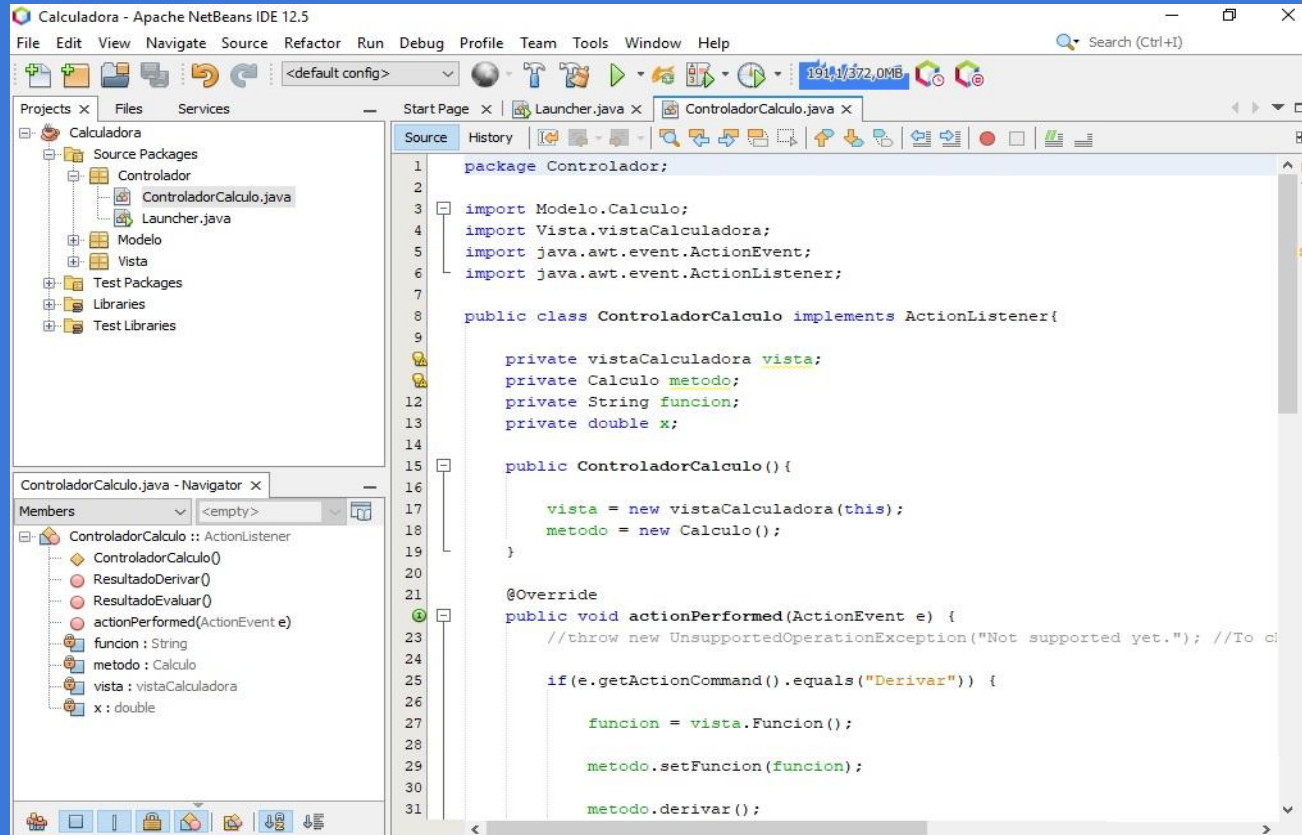 Calculadora - Apache NetBeans IDE 12.5
File Edit View Navigate Source Refactor Run Debug Profile Team Tools Window Help
Search (Ctrl+I)
<default config>
191,1/372,0MB
Projects Files Services
Calculadora
Source Packages
Controlador
ControladorCalculo.java
Launcher.java
Modelo
Vista
Test Packages
Libraries
Test Libraries
ControladorCalculo.java - Navigator
Members
<empty>
ControladorCalculo :: ActionListener
ControladorCalculo()
ResultadoDerivar()
ResultadoEvaluar()
actionPerformed(ActionEvent e)
funcion : String
metodo : Calculo
vista : vistaCalculadora
x : double
Start Page Launcher.java ControladorCalculo.java
Source History
1 package Controlador;
2
3 import Modelo.Calculo;
4 import Vista.vistaCalculadora;
5 import java.awt.event.ActionEvent;
6 import java.awt.event.ActionListener;
7
8 public class ControladorCalculo implements ActionListener{
9
private vistaCalculadora vista;
private Calculo metodo;
12 private String funcion;
13 private double x;
14
15 public ControladorCalculo(){
16
17 vista = new vistaCalculadora(this);
18 metodo = new Calculo();
19 }
20
21 @Override
public void actionPerformed(ActionEvent e) {
23 //throw new UnsupportedOperationException("Not supported yet."); //To
24
25 if(e.getActionCommand().equals("Derivar")) {
26
27 funcion = vista.Funcion();
28
29 metodo.setFuncion(funcion);
30
31 metodo.derivar();